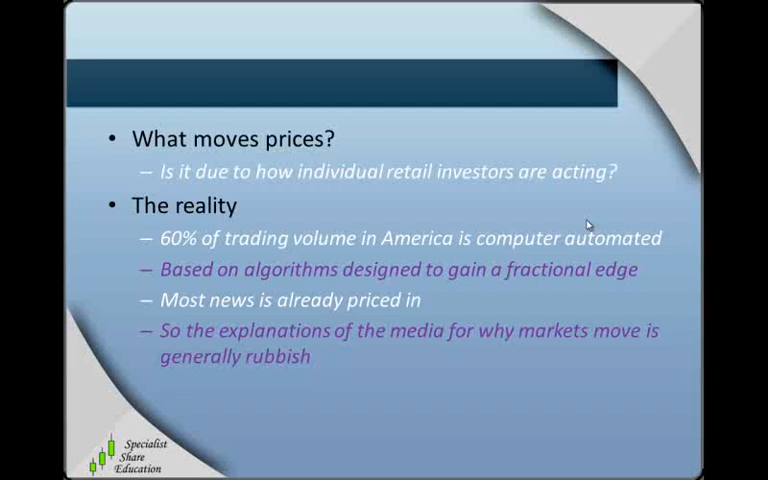 • What moves prices?
– Is it due to how individual retail investors are acting?
• The reality
– 60% of trading volume in America is computer automated
– Based on algorithms designed to gain a fractional edge
– Most news is already priced in
– So the explanations of the media for why markets move is
generally rubbish
Specialist
Share
Education